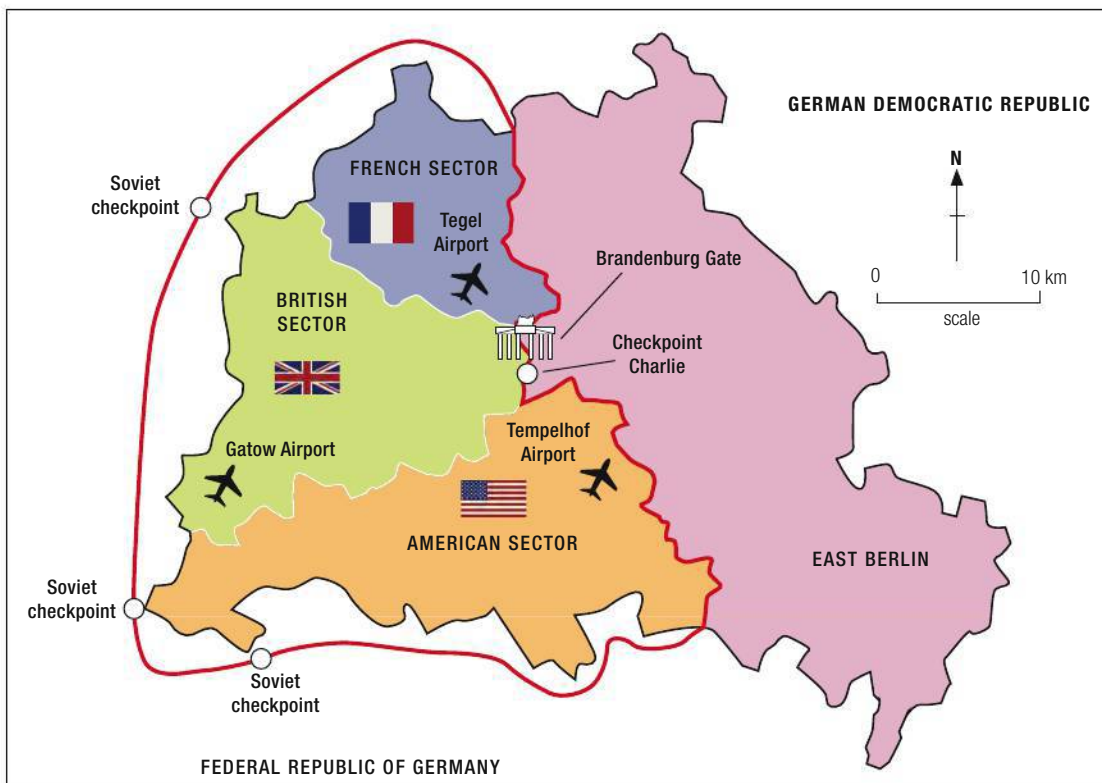 GERMAN DEMOCRATIC REPUBLIC
N
FRENCH SECTOR
Soviet
checkpoint
Tegel
Airport
Brandenburg Gate
0
10 km
scale
BRITISH
SECTOR
Checkpoint
Charlie
Tempelhof
Airport
Gatow Airport
AMERICAN SECTOR
EAST BERLIN
Soviet
checkpoint
Soviet
checkpoint
FEDERAL REPUBLIC OF GERMANY